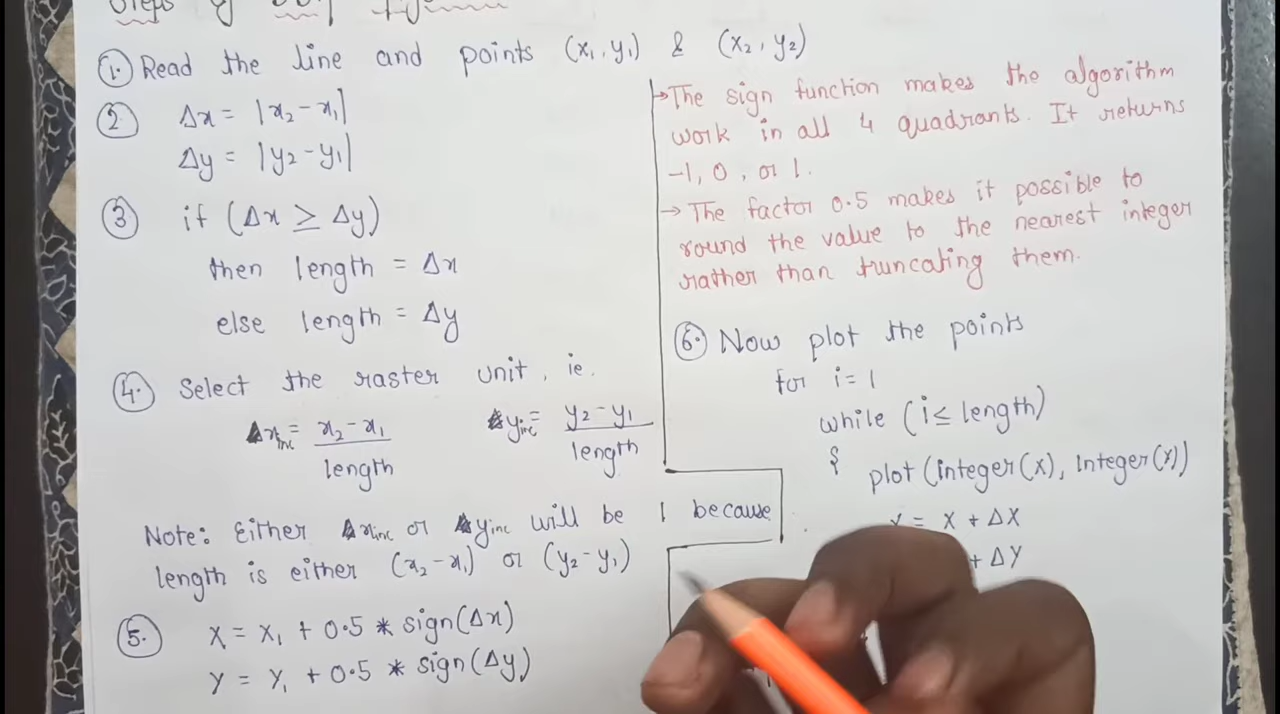 Steps of
1. Read the line and points (x1, y1) & (x2, y2)
2 Δx = |x2 - x1|
Δy = |y2 - y1|
3 if (Δx ≥ Δy)
then length = Δx
else length = Δy
4. Select the raster unit, ie.
xinc = x2 - x1 / length yinc = y2 - y1 / length
Note: Either xinc or yinc will be 1 because
length is either (x2 - x1) or (y2 - y1)
5. X = X1 + 0.5 * sign(Δx)
Y = Y1 + 0.5 * sign(Δy)
→ The sign function makes the algorithm
work in all 4 quadrants. It returns
-1, 0, or 1.
→ The factor 0.5 makes it possible to
round the value to the nearest integer
rather than truncating them.
6. Now plot the points
for i = 1
while (i ≤ length)
{ plot (integer(x), Integer(y))
X = X + ΔX
+ ΔY